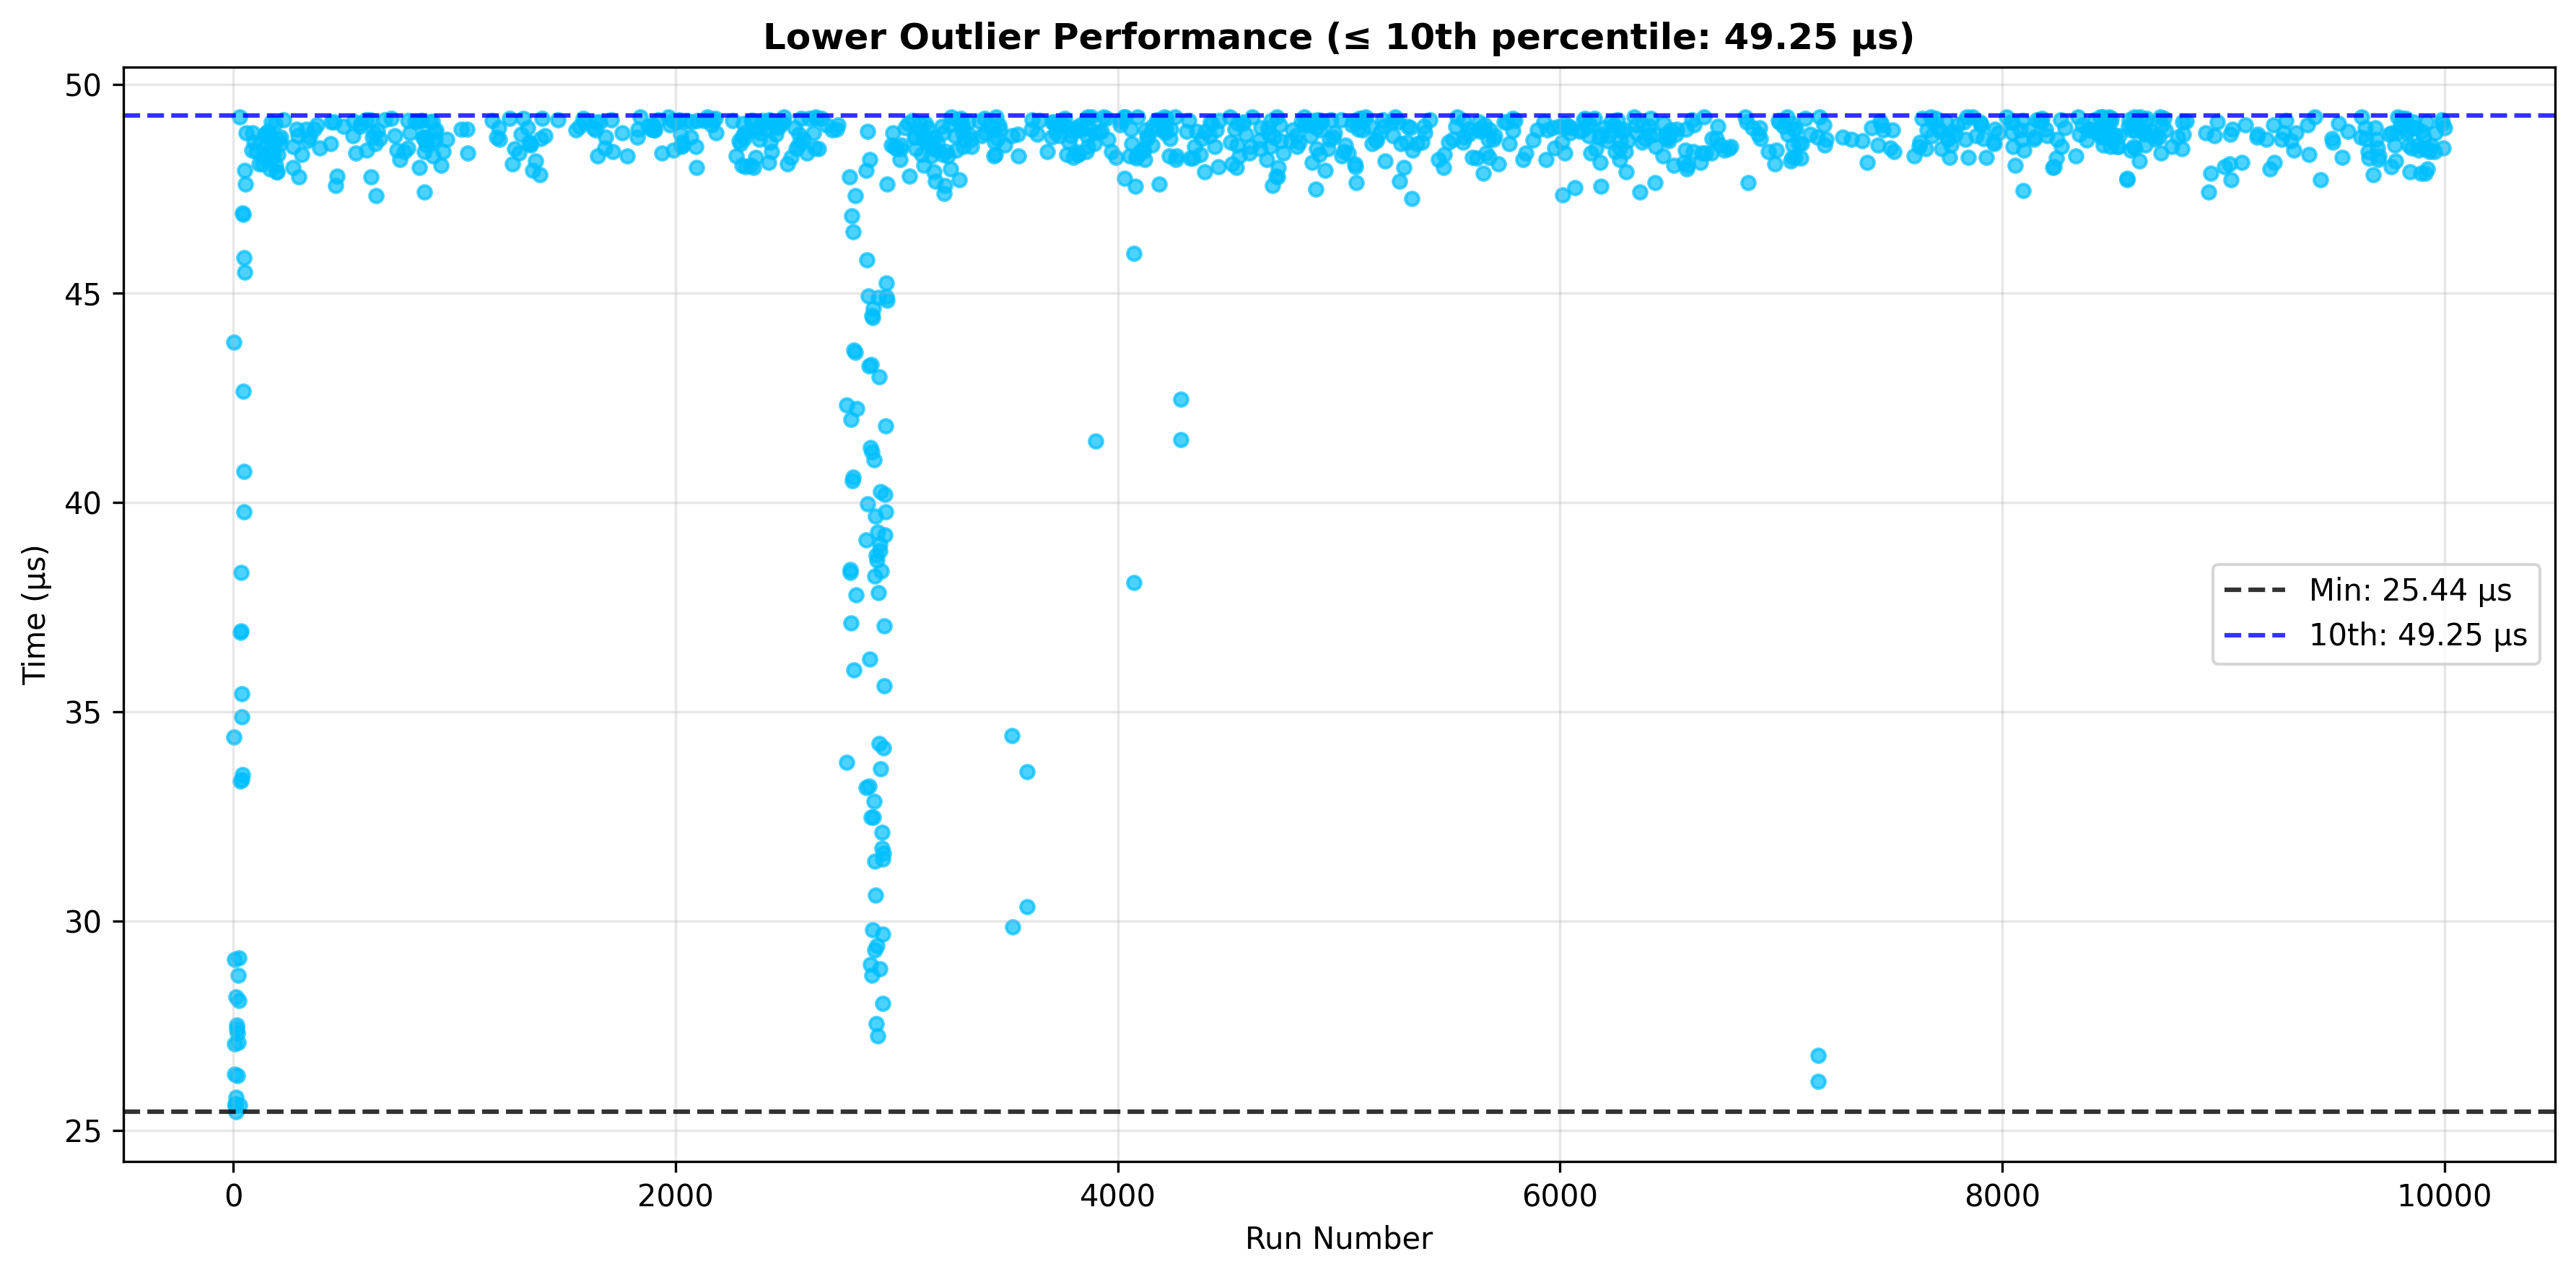 Lower Outlier Performance (≤ 10th percentile: 49.25 μs)
50
45
40
35
30
25
Time (μs)
Min: 25.44 μs
10th: 49.25 μs
0
2000
4000
6000
8000
10000
Run Number